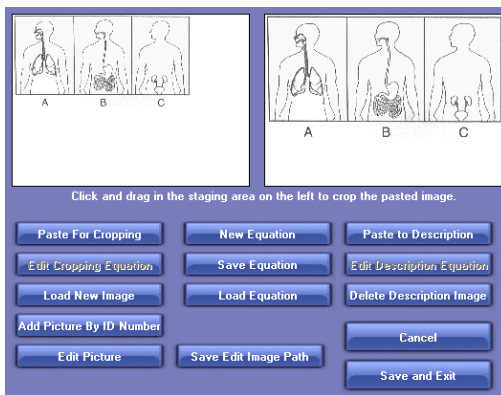 A B C
A B C
Click and drag in the staging area on the left to crop the pasted image.
Paste For Cropping
New Equation
Paste to Description
Edit Cropping Equation
Save Equation
Edit Description Equation
Load New Image
Load Equation
Delete Description Image
Add Picture By ID Number
Cancel
Edit Picture
Save Edit Image Path
Save and Exit